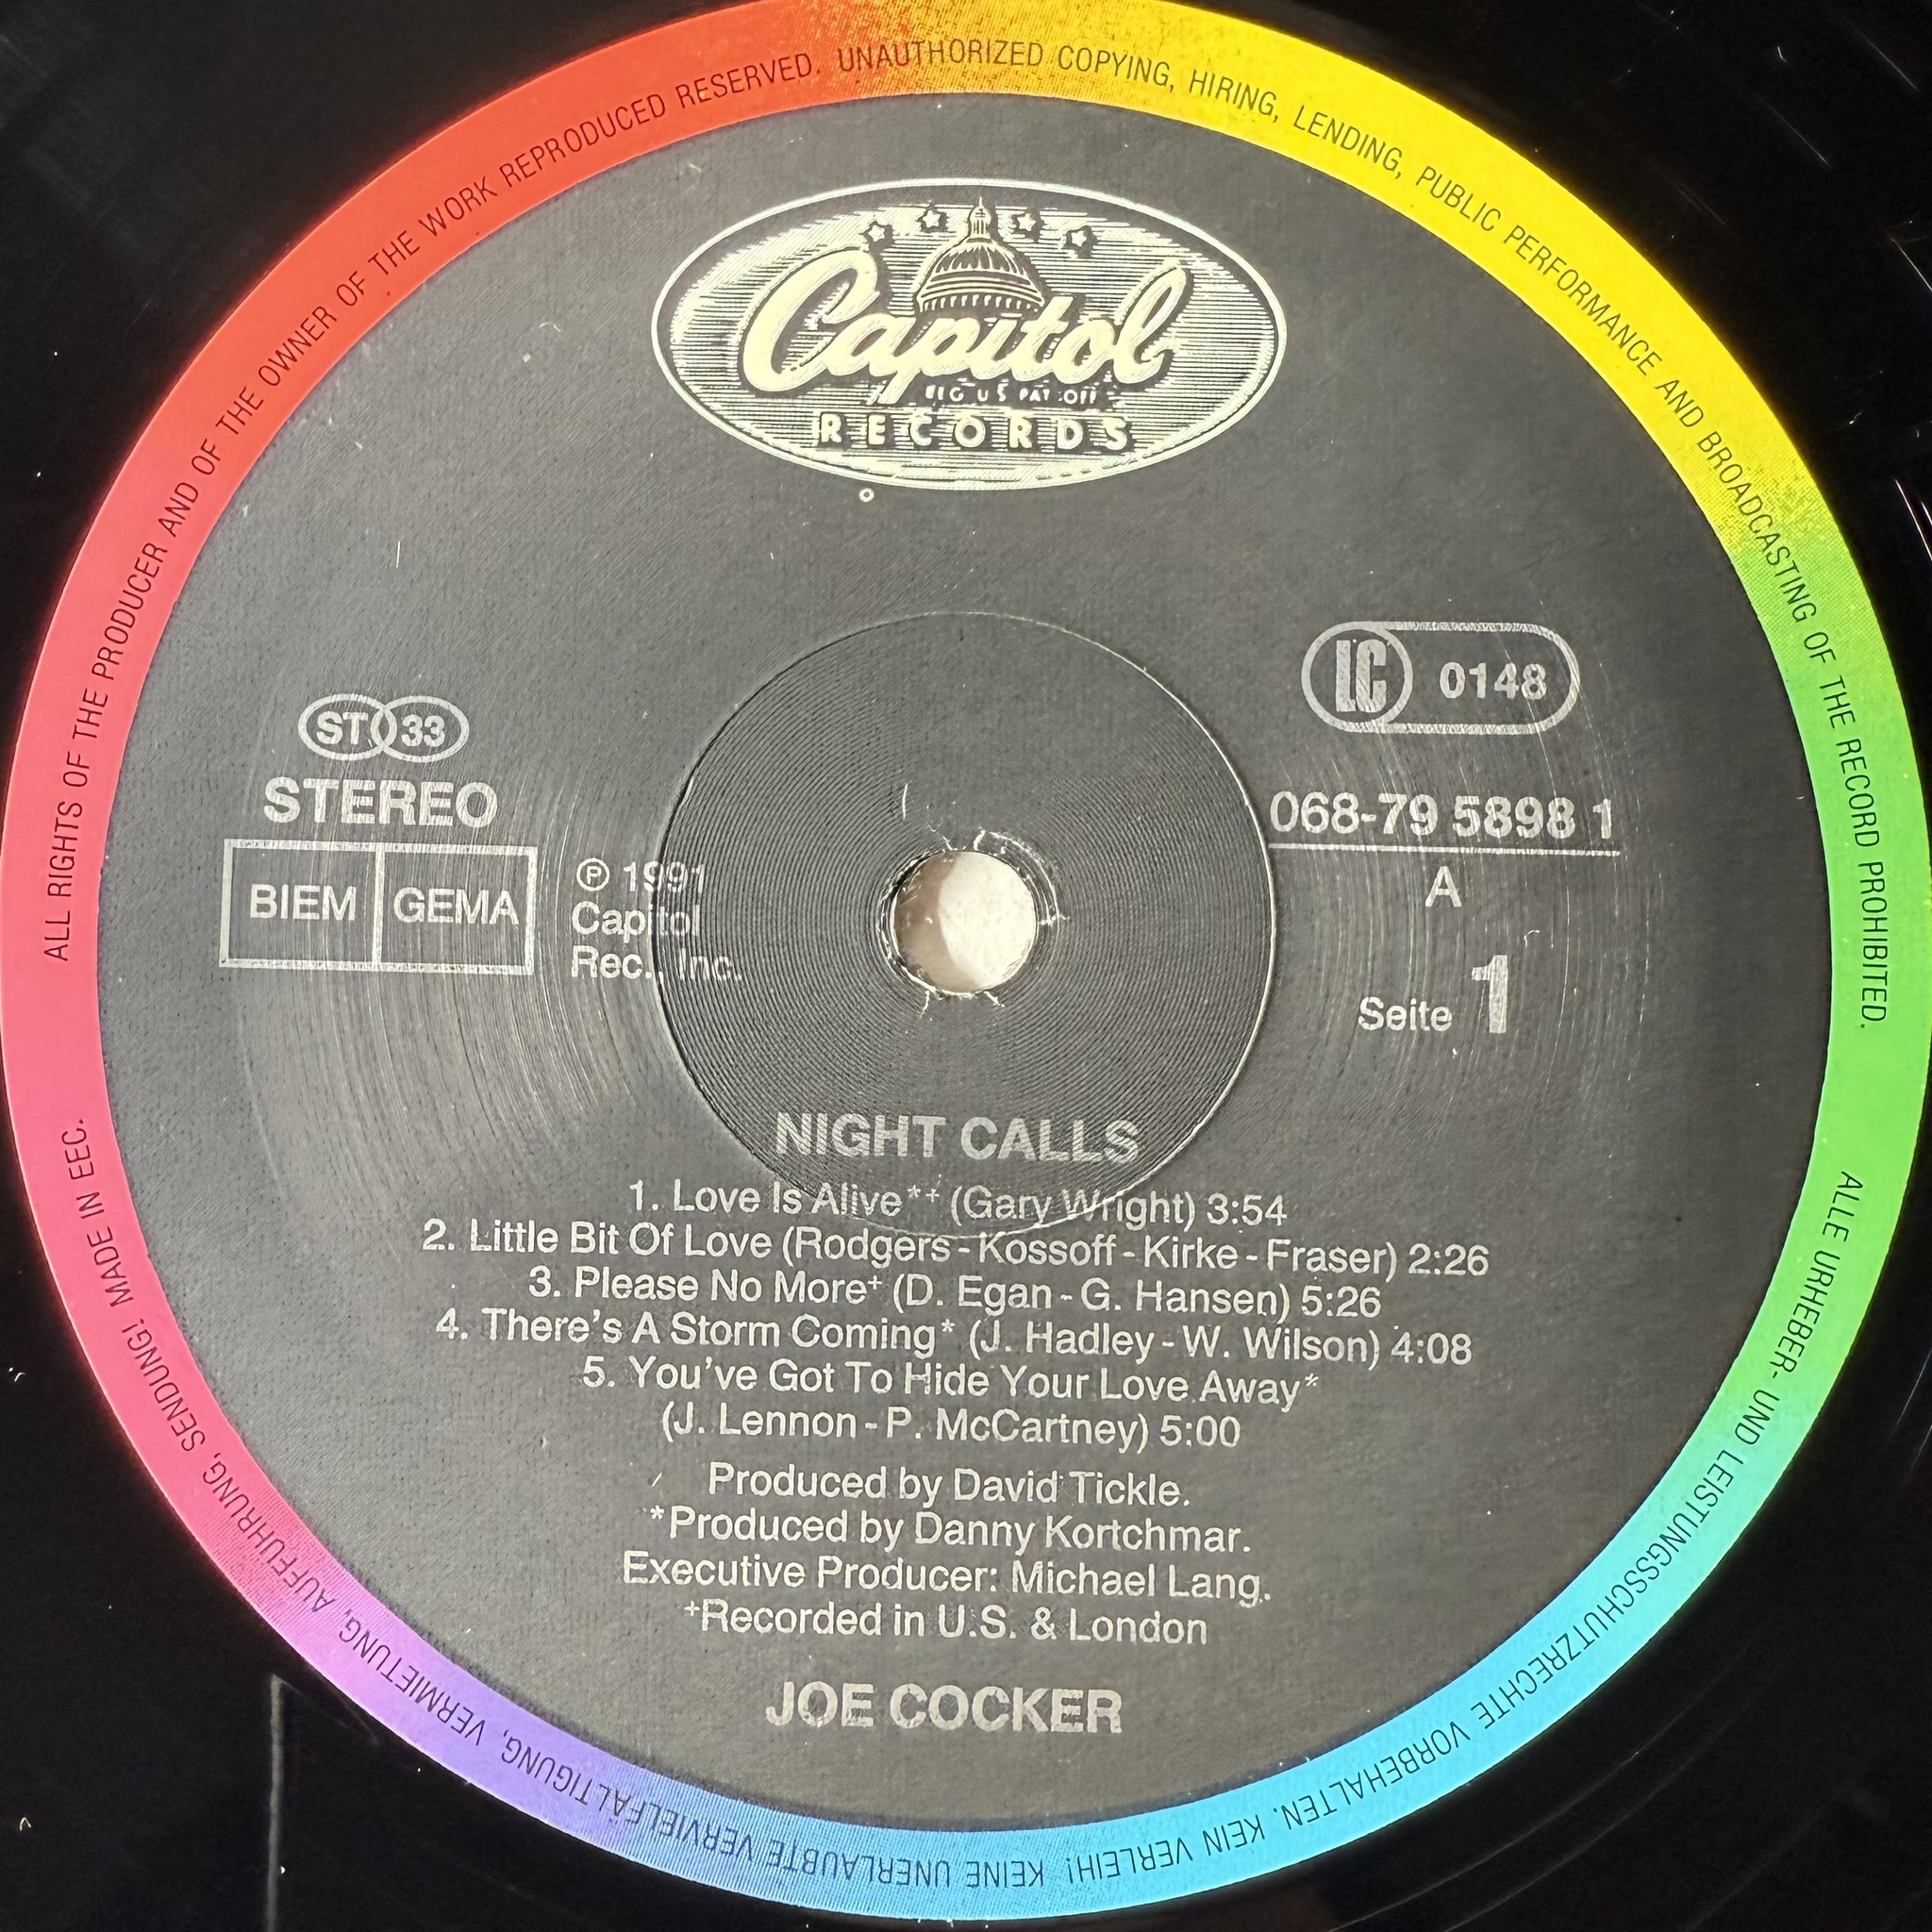 ALL RIGHTS OF THE PRODUCER AND OF THE OWNER OF THE WORK REPRODUCED RESERVED. UNAUTHORIZED COPYING, HIRING, LENDING, PUBLIC PERFORMANCE AND BROADCASTING OF THE RECORD PROHIBITED.
Capitol
REG US PAT OFF
RECORDS
LC 0148
ST 33
STEREO
BIEM GEMA
℗ 1991
Capitol
Rec., Inc.
068-79 5898 1
A
Seite 1
NIGHT CALLS
1. Love Is Alive*+ (Gary Wright) 3:54
2. Little Bit Of Love (Rodgers-Kossoff-Kirke-Fraser) 2:26
3. Please No More+ (D. Egan-G. Hansen) 5:26
4. There's A Storm Coming* (J. Hadley-W. Wilson) 4:08
5. You've Got To Hide Your Love Away*
(J. Lennon-P. McCartney) 5:00
Produced by David Tickle.
*Produced by Danny Kortchmar.
Executive Producer: Michael Lang.
+Recorded in U.S. & London
JOE COCKER
ALLE URHEBER- UND LEISTUNGSSCHUTZRECHTE VORBEHALTEN. KEIN VERLEIH! KEINE UNERLAUBTE VERVIELFÄLTIGUNG, VERMIETUNG, AUFFÜHRUNG, SENDUNG! MADE IN EEC.